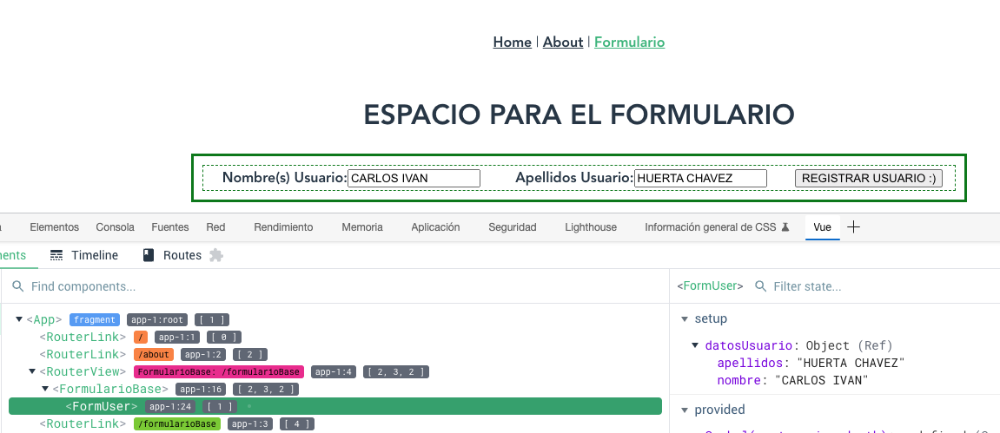 Home | About | Formulario
ESPACIO PARA EL FORMULARIO
Nombre(s) Usuario: CARLOS IVAN Apellidos Usuario: HUERTA CHAVEZ REGISTRAR USUARIO :)
Elementos Consola Fuentes Red Rendimiento Memoria Aplicación Seguridad Lighthouse Información general de CSS Vue
Timeline Routes
Find components... <FormUser> Filter state...
<App> fragment app-1:root [ 1 ]
<RouterLink> / app-1:1 [ 0 ]
<RouterLink> /about app-1:2 [ 2 ]
<RouterView> FormularioBase: /formularioBase app-1:4 [ 2, 3, 2 ]
<FormularioBase> app-1:16 [ 2, 3, 2 ]
<FormUser> app-1:24 [ 1 ]
<RouterLink> /formularioBase app-1:3 [ 4 ]
setup
datosUsuario: Object (Ref)
apellidos: "HUERTA CHAVEZ"
nombre: "CARLOS IVAN"
provided